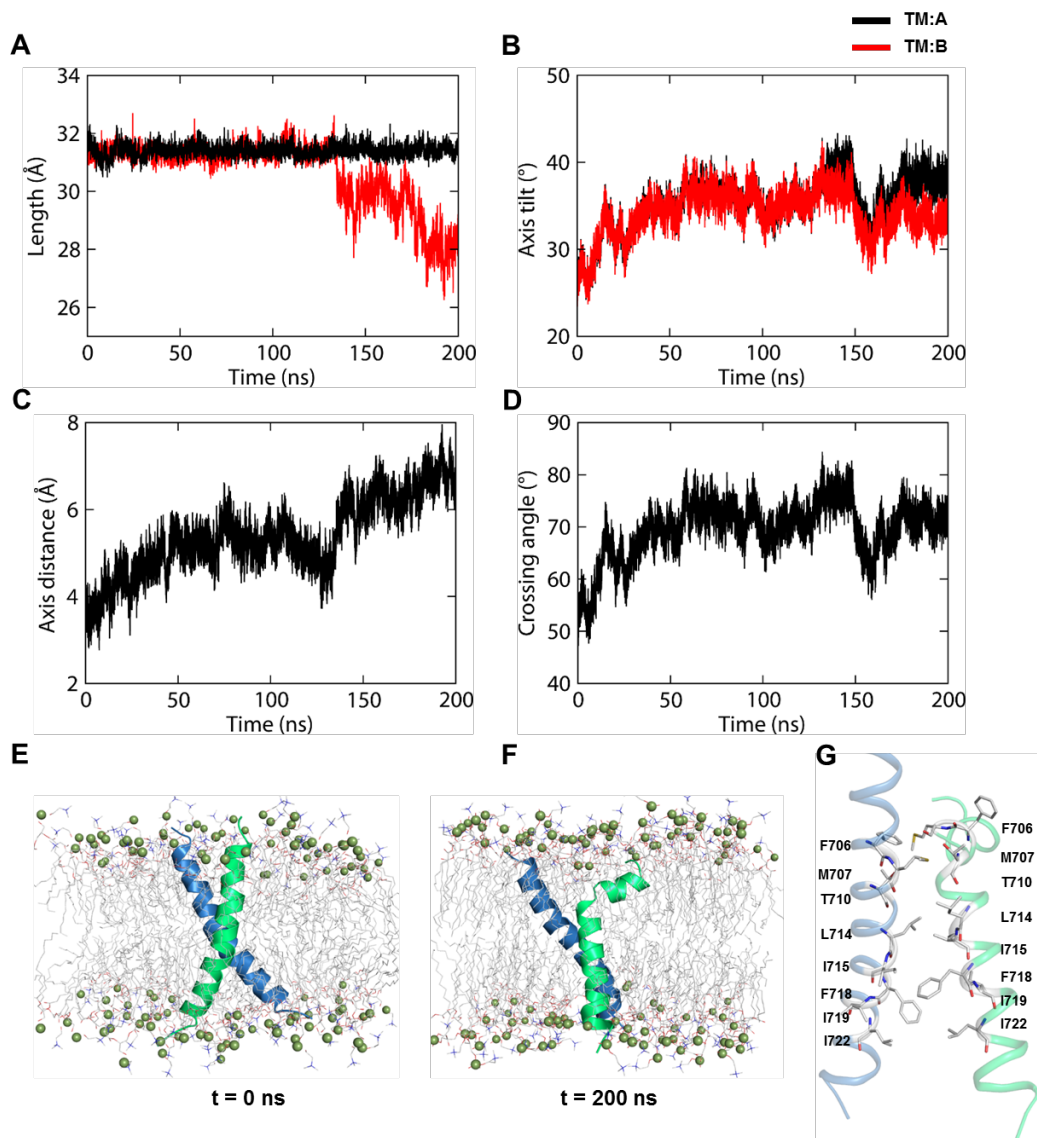 TM:A
TM:B
A
34
32
30
28
26
Length (Å)
0 50 100 150 200
Time (ns)
B
50
40
30
20
Axis tilt (°)
0 50 100 150 200
Time (ns)
C
8
6
4
2
Axis distance (Å)
0 50 100 150 200
Time (ns)
D
90
80
70
60
50
40
Crossing angle (°)
0 50 100 150 200
Time (ns)
E
t = 0 ns
F
t = 200 ns
G
F706
M707
T710
L714
I715
F718
I719
I722
F706
M707
T710
L714
I715
F718
I719
I722